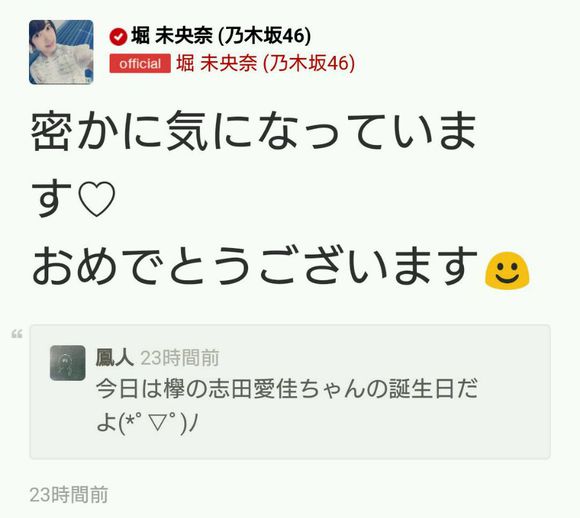 堀 未央奈 (乃木坂46)
official 堀 未央奈 (乃木坂46)
密かに気になっていま
す♡
おめでとうございます🙂
鳳人 23時間前
今日は欅の志田愛佳ちゃんの誕生日だ
よ(*ﾟ▽ﾟ)ﾉ
23時間前